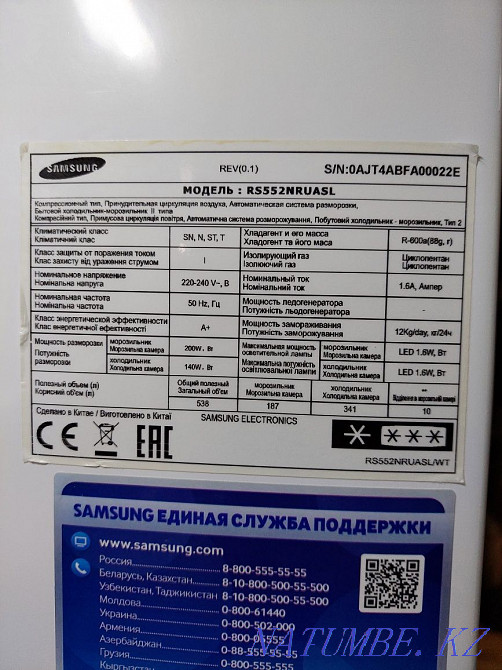 SAMSUNG
REV(0.1)
S/N:0AJT4ABFA00022E
МОДЕЛЬ : RS552NRUASL
Компрессионный тип, Принудительная циркуляция воздуха, Автоматическая система разморозки,
Бытовой холодильник-морозильник II типа
Компресійний тип, Примусова циркуляція повітря, Автоматична система розморожування, Побутовий холодильник - морозильник, Тип 2
Климатический класс
Кліматичний клас
SN, N, ST, T
Хладагент и его масса
Хладагент та його маса
R-600a(88g, г)
Класс защиты от поражения током
Клас захисту від ураження струмом
I
Изолирующий газ
Ізолюючий газ
Циклопентан
Циклопентан
Номинальное напряжение
Номінальна напруга
220-240 V~, В
Номинальный ток
Номінальний ток
1.6A, Ампер
Номинальная частота
Номінальна частота
50 Hz, Гц
Мощность ледогенератора
Потужність льодогенератора
-
Класс энергетической эффективности
Клас енергетичної ефективності
A+
Мощность замораживания
Потужність заморожування
12Kg/day, кг/24ч
Мощность разморозки
Потужність розморозки
морозильник
Морозильна камера
200W, Вт
холодильник
Холодильна камера
140W, Вт
Максимальная мощность осветительной лампы
Максимальна потужність освітлювальної лампы
морозильник
Морозильна камера
LED 1.6W, Вт
холодильник
Холодильна камера
LED 1.6W, Вт
Полезный объем (л)
Корисний об'єм (л)
Общий полезный
Загальный об'єм
морозильник
Морозильна камера
холодильник
Холодильна камера
**
538
187
341
10
Сделано в Китае / Виготовлено в Китаї
SAMSUNG ELECTRONICS
CE
EAC
RS552NRUASL/WT
SAMSUNG ЕДИНАЯ СЛУЖБА ПОДДЕРЖКИ
www.samsung.com
Россия 8-800-555-55-55
Беларусь, Казахстан 8-10-800-500-55-500
Узбекистан, Таджикистан 8-10-800-500-55-500
Молдова 0-800-61440
Украина 0-800-502-000
Армения
Азербайджан
Грузия
Кыргызстан
NATUMBE.KZ